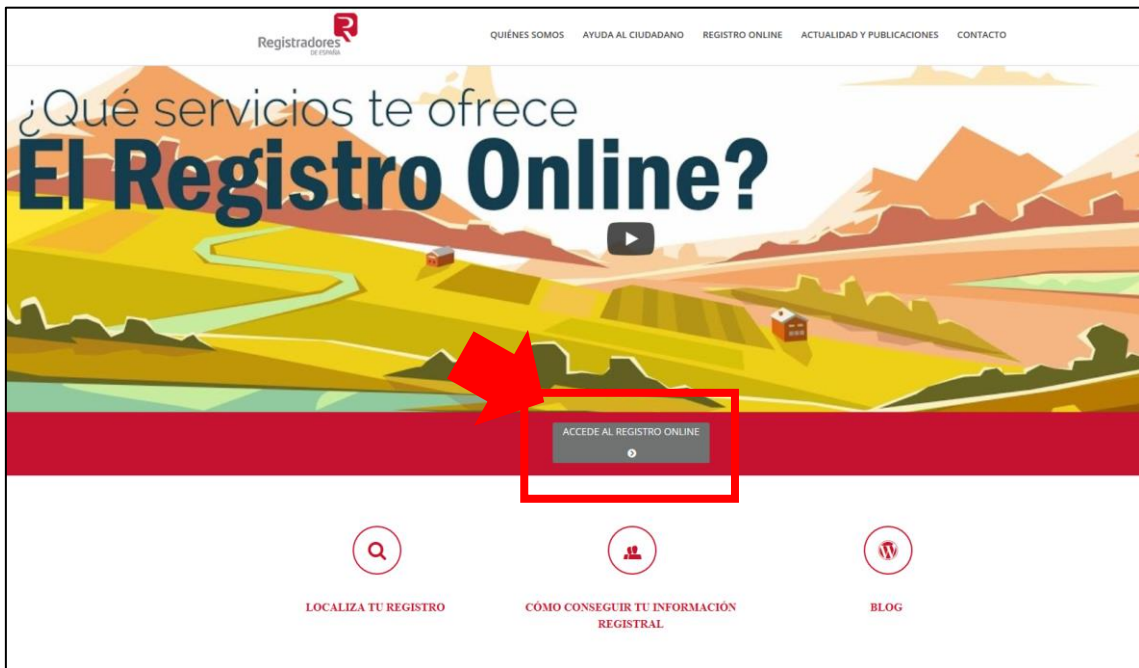 Registradores
DE ESPAÑA
QUIÉNES SOMOS AYUDA AL CIUDADANO REGISTRO ONLINE ACTUALIDAD Y PUBLICACIONES CONTACTO
¿Qué servicios te ofrece
El Registro Online?
ACCEDE AL REGISTRO ONLINE
LOCALIZA TU REGISTRO
CÓMO CONSEGUIR TU INFORMACIÓN
REGISTRAL
BLOG